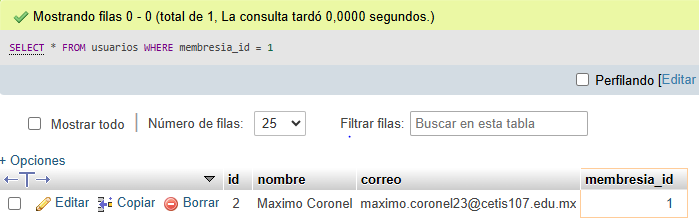 Mostrando filas 0 - 0 (total de 1, La consulta tardó 0,0000 segundos.)
SELECT * FROM usuarios WHERE membresia_id = 1
Perfilando [Editar
Mostrar todo Número de filas: 25 Filtrar filas: Buscar en esta tabla
+ Opciones
←T→ id nombre correo membresia_id
Editar Copiar Borrar 2 Maximo Coronel maximo.coronel23@cetis107.edu.mx 1